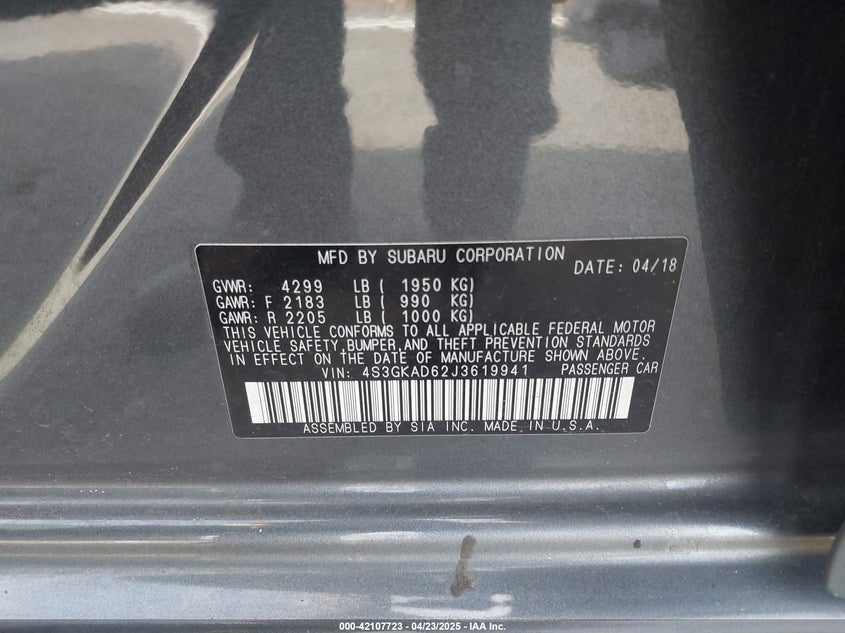 MFD BY SUBARU CORPORATION
DATE: 04/18
GVWR: 4299 LB ( 1950 KG)
GAWR: F 2183 LB ( 990 KG)
GAWR: R 2205 LB ( 1000 KG)
THIS VEHICLE CONFORMS TO ALL APPLICABLE FEDERAL MOTOR
VEHICLE SAFETY,BUMPER,AND THEFT PREVENTION STANDARDS
IN EFFECT ON THE DATE OF MANUFACTURE SHOWN ABOVE.
VIN: 4S3GKAD62J3619941 PASSENGER CAR
ASSEMBLED BY SIA INC. MADE IN U.S.A.
000-42107723 - 04/23/2025 - IAA Inc.